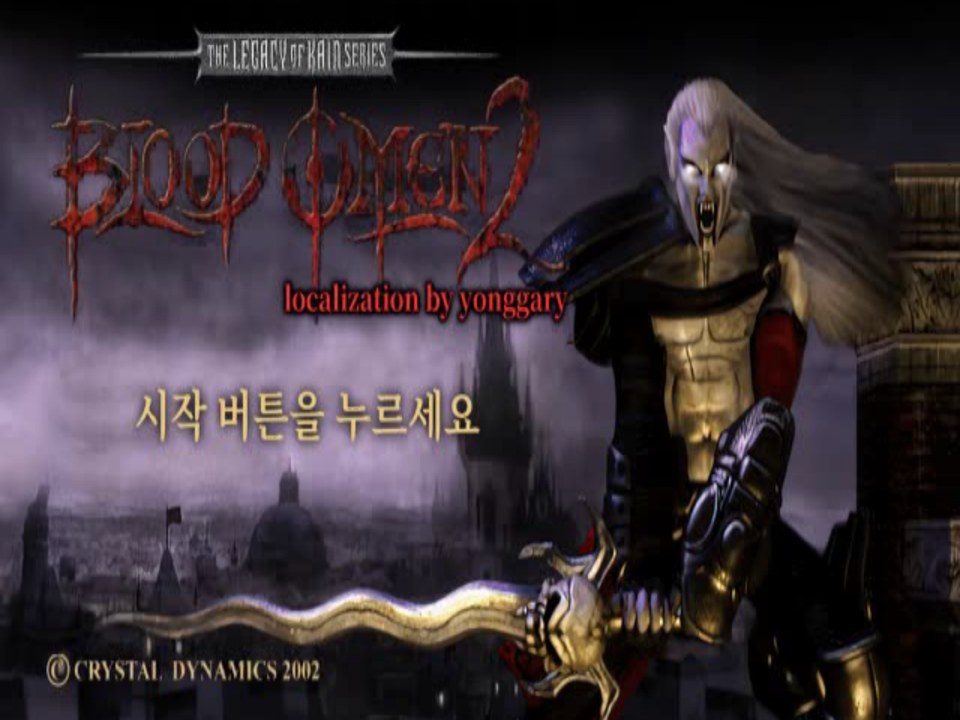 THE LEGACY OF KAIN SERIES
BLOOD OMEN 2
localization by yonggary
시작 버튼을 누르세요
© CRYSTAL DYNAMICS 2002